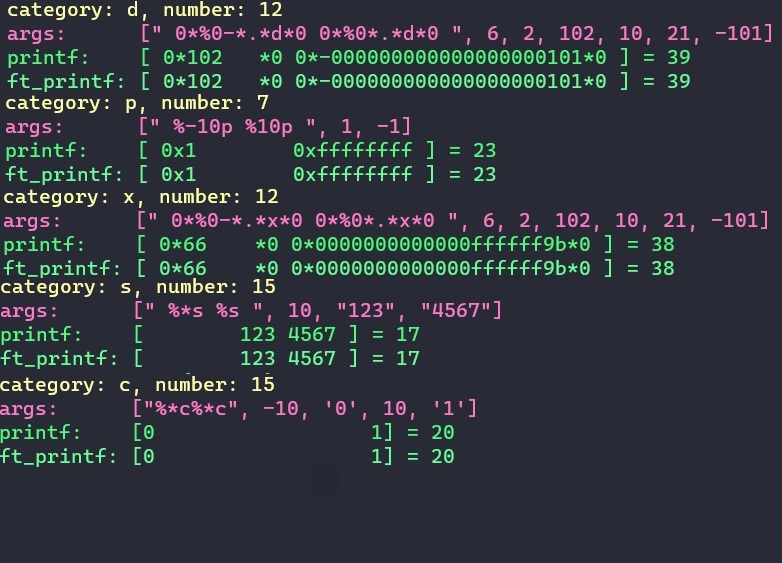 category: d, number: 12
args:      [" 0*%0-*.*d*0 0*%0*.*d*0 ", 6, 2, 102, 10, 21, -101]
printf:    [ 0*102   *0 0*-000000000000000000101*0 ] = 39
ft_printf: [ 0*102   *0 0*-000000000000000000101*0 ] = 39
category: p, number: 7
args:      [" %-10p %10p ", 1, -1]
printf:    [ 0x1        0xffffffff ] = 23
ft_printf: [ 0x1        0xffffffff ] = 23
category: x, number: 12
args:      [" 0*%0-*.*x*0 0*%0*.*x*0 ", 6, 2, 102, 10, 21, -101]
printf:    [ 0*66    *0 0*0000000000000ffffff9b*0 ] = 38
ft_printf: [ 0*66    *0 0*0000000000000ffffff9b*0 ] = 38
category: s, number: 15
args:      [" %*s %s ", 10, "123", "4567"]
printf:    [        123 4567 ] = 17
ft_printf: [        123 4567 ] = 17
category: c, number: 15
args:      ["%*c%*c", -10, '0', 10, '1']
printf:    [0                  1] = 20
ft_printf: [0                  1] = 20